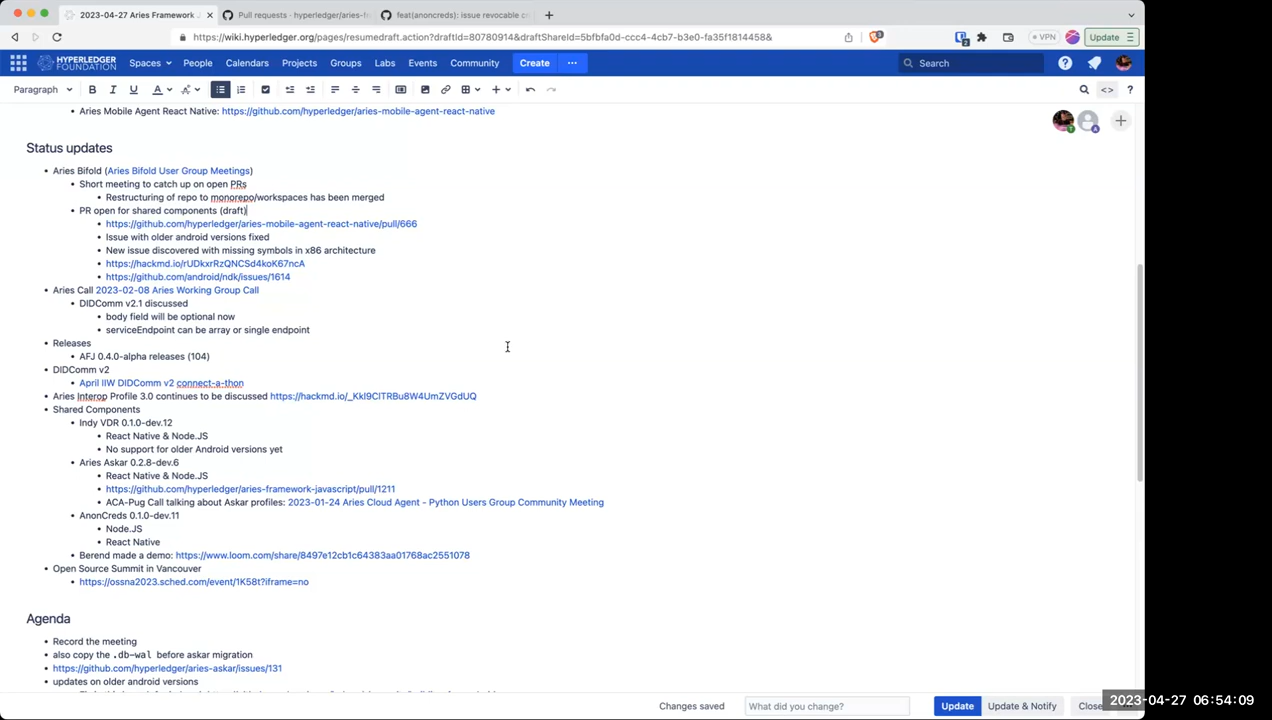 2023-04-27 Aries Framework J
Pull requests · hyperledger/aries-f
feat(anoncreds): issue revocable c
https://wiki.hyperledger.org/pages/resumedraft.action?draftId=80780914&draftShareId=5bfbfa0d-ccc4-4cb7-b3e0-fa35f1814458&
VPN
Update
HYPERLEDGER FOUNDATION
Spaces
People
Calendars
Projects
Groups
Labs
Events
Community
Create
Search
Paragraph
B I U A
Aries Mobile Agent React Native: https://github.com/hyperledger/aries-mobile-agent-react-native
Status updates
• Aries Bifold (Aries Bifold User Group Meetings)
• Short meeting to catch up on open PRs
• Restructuring of repo to monorepo/workspaces has been merged
• PR open for shared components (draft)
• https://github.com/hyperledger/aries-mobile-agent-react-native/pull/666
• Issue with older android versions fixed
• New issue discovered with missing symbols in x86 architecture
• https://hackmd.io/rUDkxrRzQNCSd4koK67ncA
• https://github.com/android/ndk/issues/1614
• Aries Call 2023-02-08 Aries Working Group Call
• DIDComm v2.1 discussed
• body field will be optional now
• serviceEndpoint can be array or single endpoint
• Releases
• AFJ 0.4.0-alpha releases (104)
• DIDComm v2
• April IIW DIDComm v2 connect-a-thon
• Aries Interop Profile 3.0 continues to be discussed https://hackmd.io/_KkI9CITRBu8W4UmZVGdUQ
• Shared Components
• Indy VDR 0.1.0-dev.12
• React Native & Node.JS
• No support for older Android versions yet
• Aries Askar 0.2.8-dev.6
• React Native & Node.JS
• https://github.com/hyperledger/aries-framework-javascript/pull/1211
• ACA-Pug Call talking about Askar profiles: 2023-01-24 Aries Cloud Agent - Python Users Group Community Meeting
• AnonCreds 0.1.0-dev.11
• Node.JS
• React Native
• Berend made a demo: https://www.loom.com/share/8497e12cb1c64383aa01768ac2551078
• Open Source Summit in Vancouver
• https://ossna2023.sched.com/event/1K58t?iframe=no
Agenda
• Record the meeting
• also copy the .db-wal before askar migration
• https://github.com/hyperledger/aries-askar/issues/131
• updates on older android versions
Changes saved
What did you change?
Update
Update & Notify
Close
2023-04-27 06:54:09